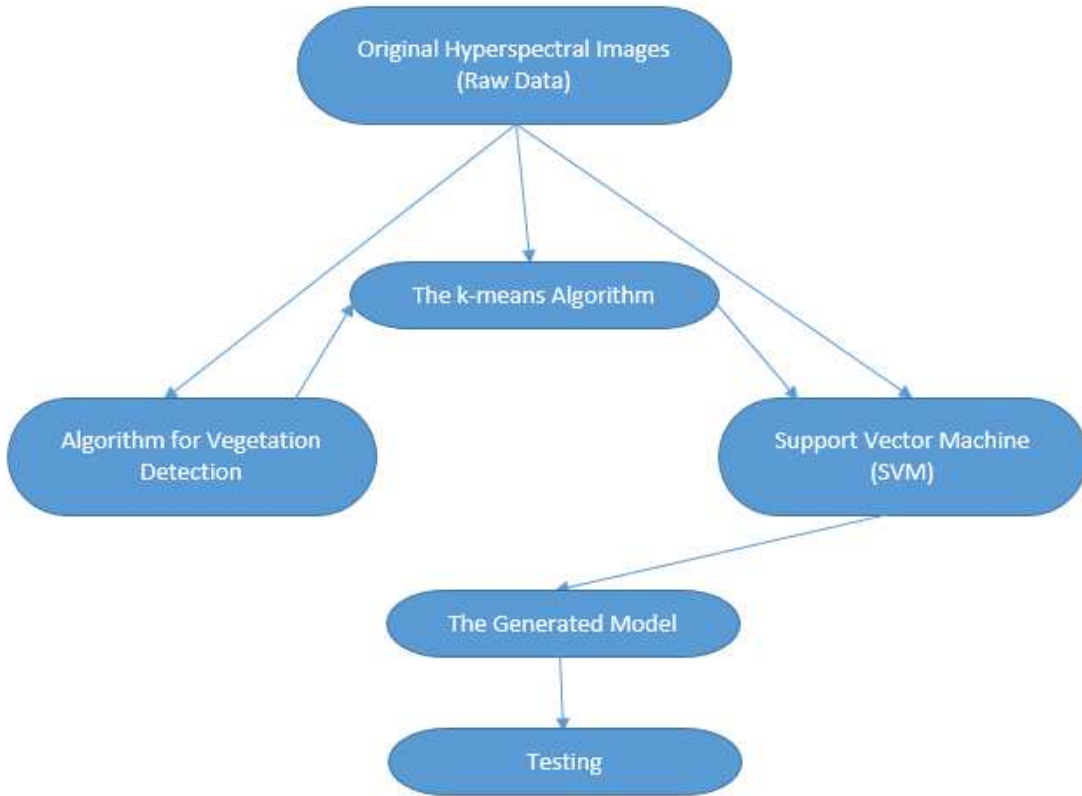 Original Hyperspectral Images
(Raw Data)
The k-means Algorithm
Algorithm for Vegetation
Detection
Support Vector Machine
(SVM)
The Generated Model
Testing